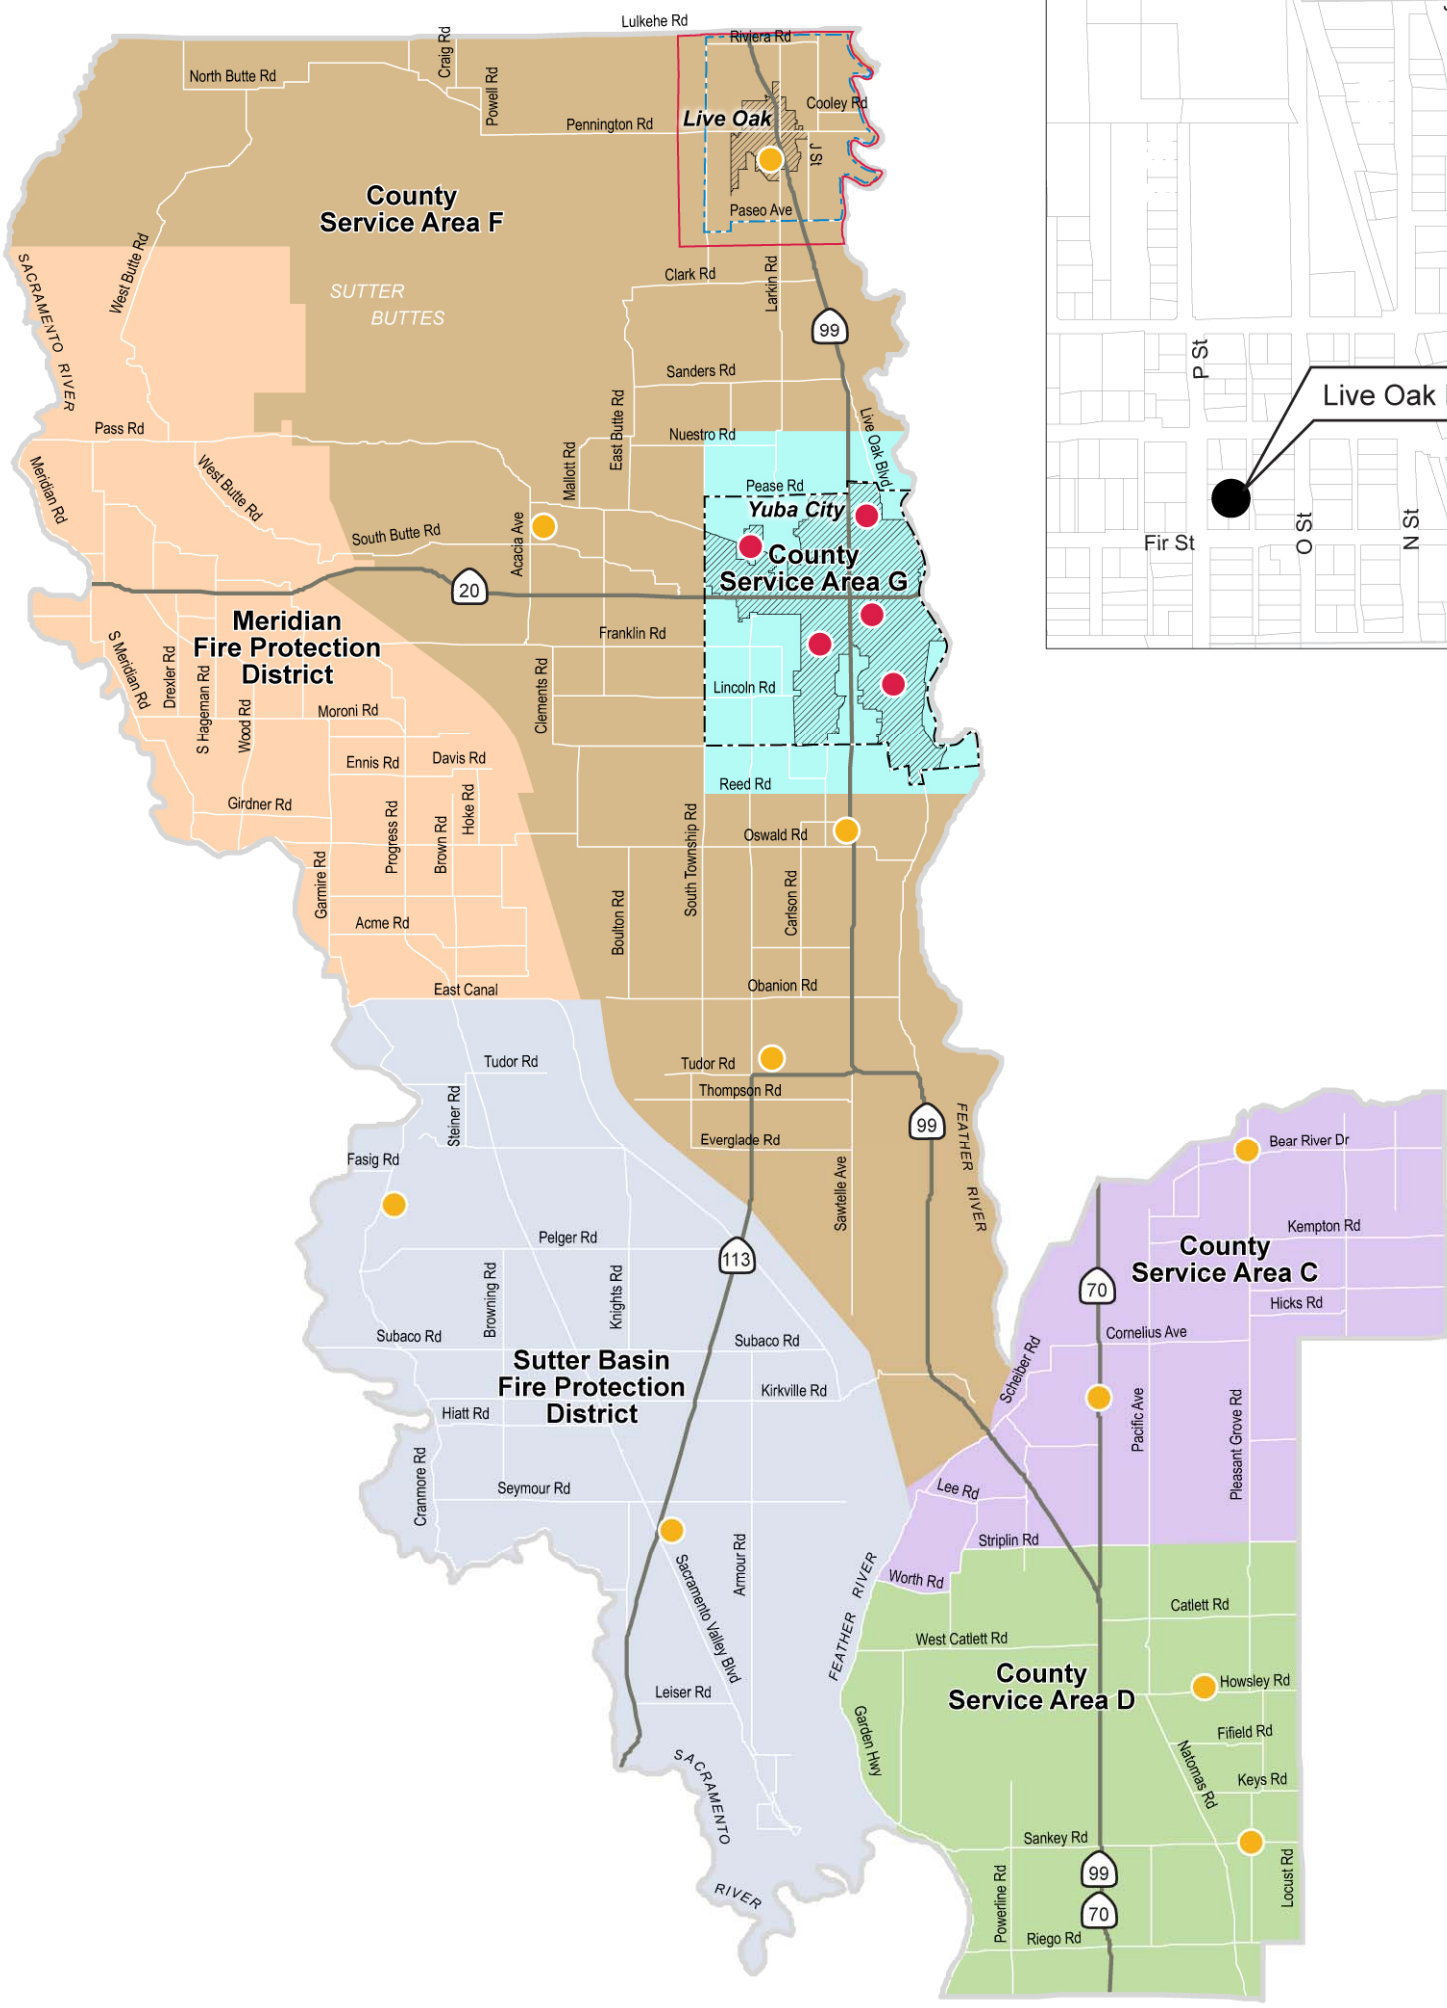 Lulkehe Rd
Riviera Rd
Craig Rd
North Butte Rd
Powell Rd
Cooley Rd
Pennington Rd
Live Oak
J St
County
Service Area F
Paseo Ave
West Butte Rd
SACRAMENTO RIVER
Clark Rd
Larkin Rd
SUTTER
BUTTES
99
P St
Live Oak
Fir St
O St
N St
Sanders Rd
East Butte Rd
Live Oak Blvd
Pass Rd
Nuestro Rd
Mallott Rd
Meridian Rd
West Butte Rd
Pease Rd
Yuba City
South Butte Rd
Acacia Ave
County
Service Area G
20
Meridian
Fire Protection
District
Franklin Rd
S Meridian Rd
Drexler Rd
S Hageman Rd
Wood Rd
Clements Rd
Lincoln Rd
Moroni Rd
Ennis Rd
Davis Rd
Reed Rd
Girdner Rd
Hoke Rd
Progress Rd
Brown Rd
South Township Rd
Oswald Rd
Garmire Rd
Boulton Rd
Carlson Rd
Acme Rd
East Canal
Obanion Rd
Tudor Rd
Tudor Rd
Thompson Rd
Steiner Rd
99
FEATHER RIVER
Everglade Rd
Bear River Dr
Fasig Rd
Sawtelle Ave
Pelger Rd
Kempton Rd
113
County
Service Area C
70
Browning Rd
Knights Rd
Hicks Rd
Subaco Rd
Subaco Rd
Cornelius Ave
Scheiber Rd
Sutter Basin
Fire Protection
District
Kirkville Rd
Hiatt Rd
Pacific Ave
Pleasant Grove Rd
Cranmore Rd
Seymour Rd
Lee Rd
Striplin Rd
Armour Rd
Sacramento Valley Blvd
FEATHER RIVER
Worth Rd
Catlett Rd
West Catlett Rd
County
Service Area D
Howsley Rd
Leiser Rd
Garden Hwy
Fifield Rd
Natomas Rd
Keys Rd
SACRAMENTO
RIVER
Sankey Rd
99
Locust Rd
Powerline Rd
70
Riego Rd